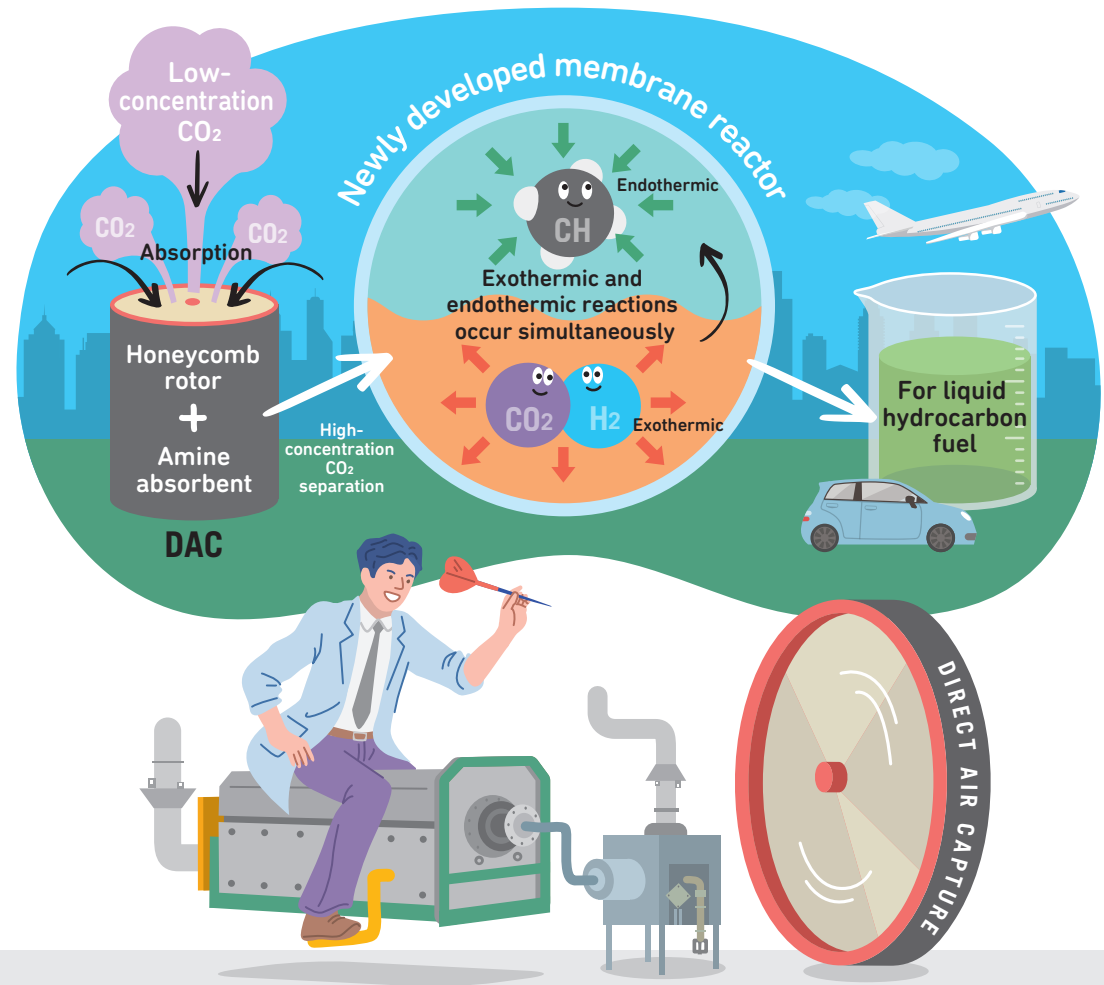 Low-
concentration
CO₂
CO₂
CO₂
Absorption
Honeycomb
rotor
+
Amine
absorbent
DAC
High-
concentration
CO₂
separation
Newly developed membrane reactor
Endothermic
CH
Exothermic and
endothermic reactions
occur simultaneously
CO₂
H₂
Exothermic
For liquid
hydrocarbon
fuel
DIRECT AIR CAPTURE